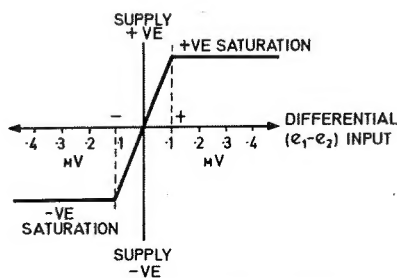 SUPPLY
+VE
+VE SATURATION
- +
DIFFERENTIAL
(e₁-e₂) INPUT
·4 ·3 ·2 ·1 ·1 ·2 ·3 ·4
MV MV
-VE
SATURATION
SUPPLY
-VE